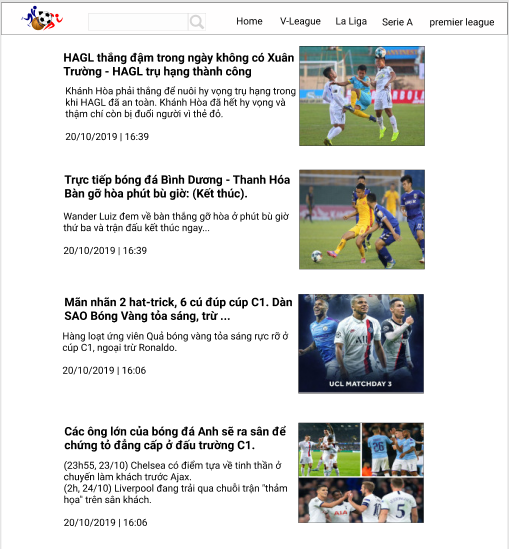 Home V-League La Liga Serie A premier league
HAGL thắng đậm trong ngày không có Xuân
Trường - HAGL trụ hạng thành công
Khánh Hòa phải thắng để nuôi hy vọng trụ hạng trong
khi HAGL đã an toàn. Khánh Hòa đã hết hy vọng và
thậm chí còn bị đuổi người vì thẻ đỏ.
20/10/2019 | 16:39
Trực tiếp bóng đá Bình Dương - Thanh Hóa
Bàn gỡ hòa phút bù giờ: (Kết thúc).
Wander Luiz đem về bàn thắng gỡ hòa ở phút bù giờ
thứ ba và trận đấu kết thúc ngay...
20/10/2019 | 16:39
Mãn nhãn 2 hat-trick, 6 cú đúp cúp C1. Dàn
SAO Bóng Vàng tỏa sáng, trừ ...
Hàng loạt ứng viên Quả bóng vàng tỏa sáng rực rỡ ở
cúp C1, ngoại trừ Ronaldo.
20/10/2019 | 16:06
UCL MATCHDAY 3
Các ông lớn của bóng đá Anh sẽ ra sân để
chứng tỏ đẳng cấp ở đấu trường C1.
(23h55, 23/10) Chelsea có điểm tựa về tinh thần ở
chuyến làm khách trước Ajax.
(2h, 24/10) Liverpool đang trải qua chuỗi trận "thảm
họa" trên sân khách.
20/10/2019 | 16:06